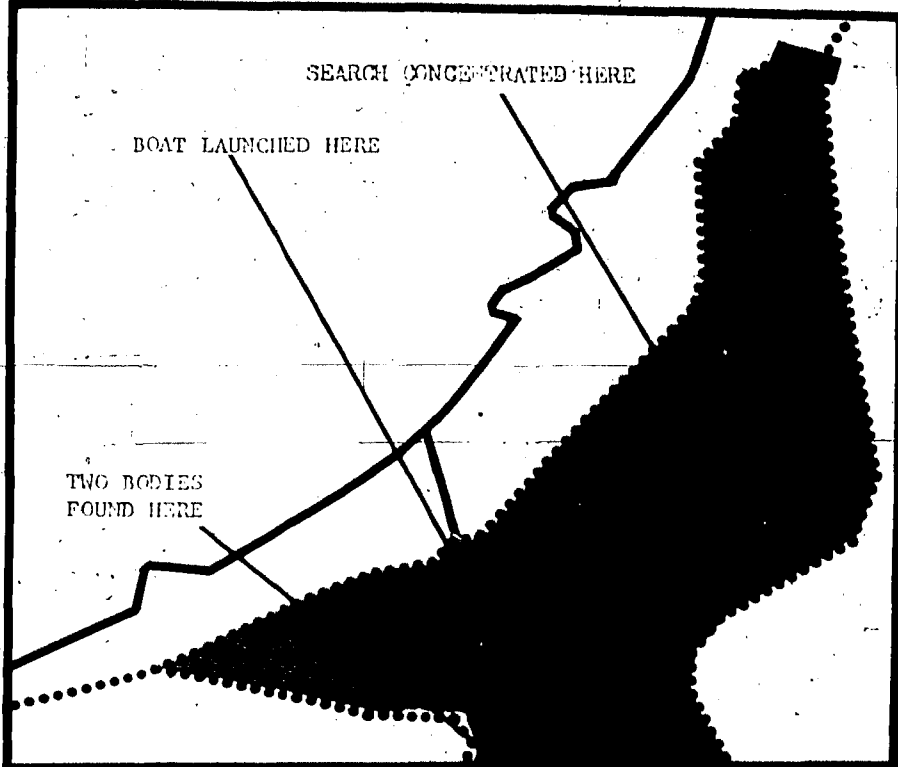 SEARCH CONCENTRATED HERE
BOAT LAUNCHED HERE
TWO BODIES
FOUND HERE